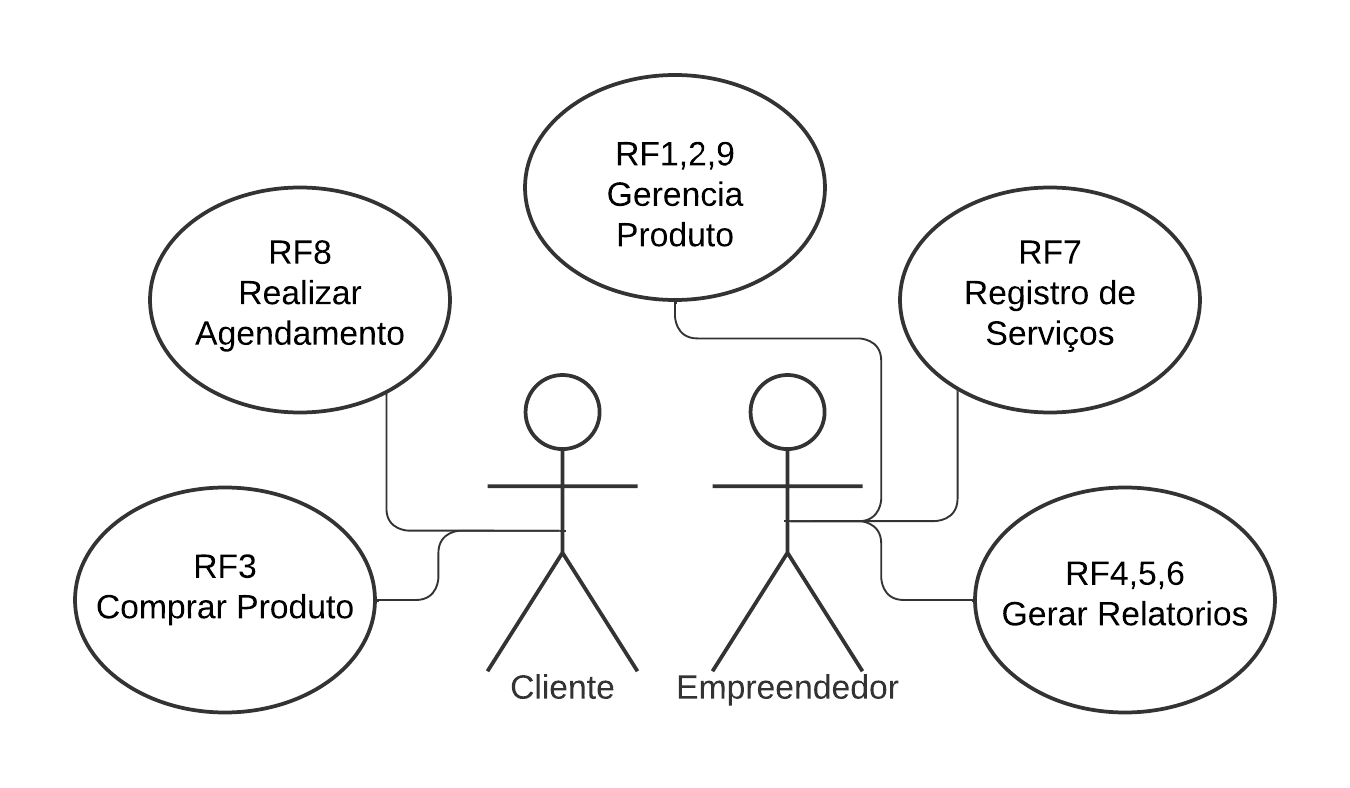 RF1,2,9
Gerencia
Produto
RF8
Realizar
Agendamento
RF7
Registro de
Serviços
RF3
Comprar Produto
RF4,5,6
Gerar Relatorios
Cliente
Empreendedor